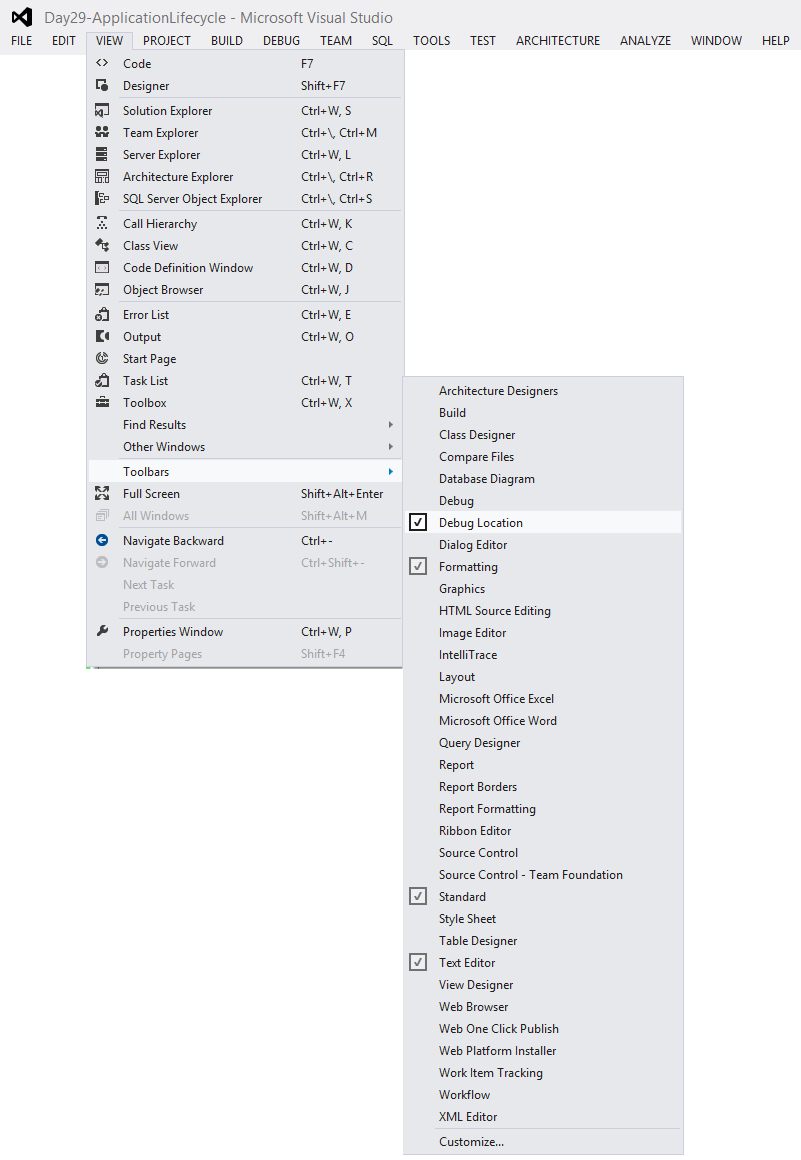 Day29-ApplicationLifecycle - Microsoft Visual Studio
FILE EDIT VIEW PROJECT BUILD DEBUG TEAM SQL TOOLS TEST ARCHITECTURE ANALYZE WINDOW HELP
Code F7
Designer Shift+F7
Solution Explorer Ctrl+W, S
Team Explorer Ctrl+\, Ctrl+M
Server Explorer Ctrl+W, L
Architecture Explorer Ctrl+\, Ctrl+R
SQL Server Object Explorer Ctrl+\, Ctrl+S
Call Hierarchy Ctrl+W, K
Class View Ctrl+W, C
Code Definition Window Ctrl+W, D
Object Browser Ctrl+W, J
Error List Ctrl+W, E
Output Ctrl+W, O
Start Page
Task List Ctrl+W, T
Toolbox Ctrl+W, X
Find Results
Other Windows
Toolbars
Full Screen Shift+Alt+Enter
All Windows Shift+Alt+M
Navigate Backward Ctrl+-
Navigate Forward Ctrl+Shift+-
Next Task
Previous Task
Properties Window Ctrl+W, P
Property Pages Shift+F4
Architecture Designers
Build
Class Designer
Compare Files
Database Diagram
Debug
Debug Location
Dialog Editor
Formatting
Graphics
HTML Source Editing
Image Editor
IntelliTrace
Layout
Microsoft Office Excel
Microsoft Office Word
Query Designer
Report
Report Borders
Report Formatting
Ribbon Editor
Source Control
Source Control - Team Foundation
Standard
Style Sheet
Table Designer
Text Editor
View Designer
Web Browser
Web One Click Publish
Web Platform Installer
Work Item Tracking
Workflow
XML Editor
Customize...